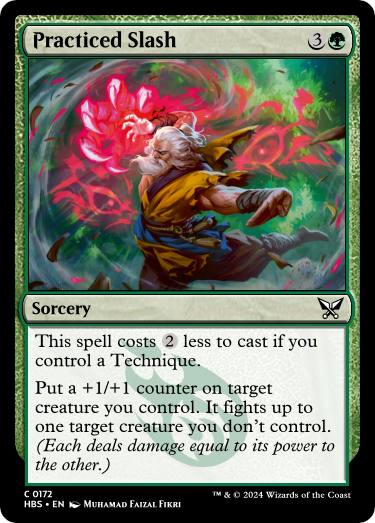 Practiced Slash 3
Sorcery
This spell costs 2 less to cast if you
control a Technique.
Put a +1/+1 counter on target
creature you control. It fights up to
one target creature you don't control.
(Each deals damage equal to its power to
the other.)
C 0172
HBS • EN Muhamad Faizal Fikri
™ & © 2024 Wizards of the Coast